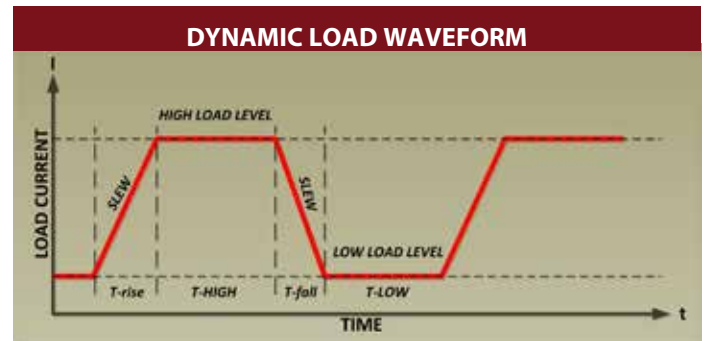 DYNAMIC LOAD WAVEFORM
I
HIGH LOAD LEVEL
LOAD CURRENT
SLEW
SLEW
LOW LOAD LEVEL
T-rise
T-HIGH
T-fall
T-LOW
t
TIME